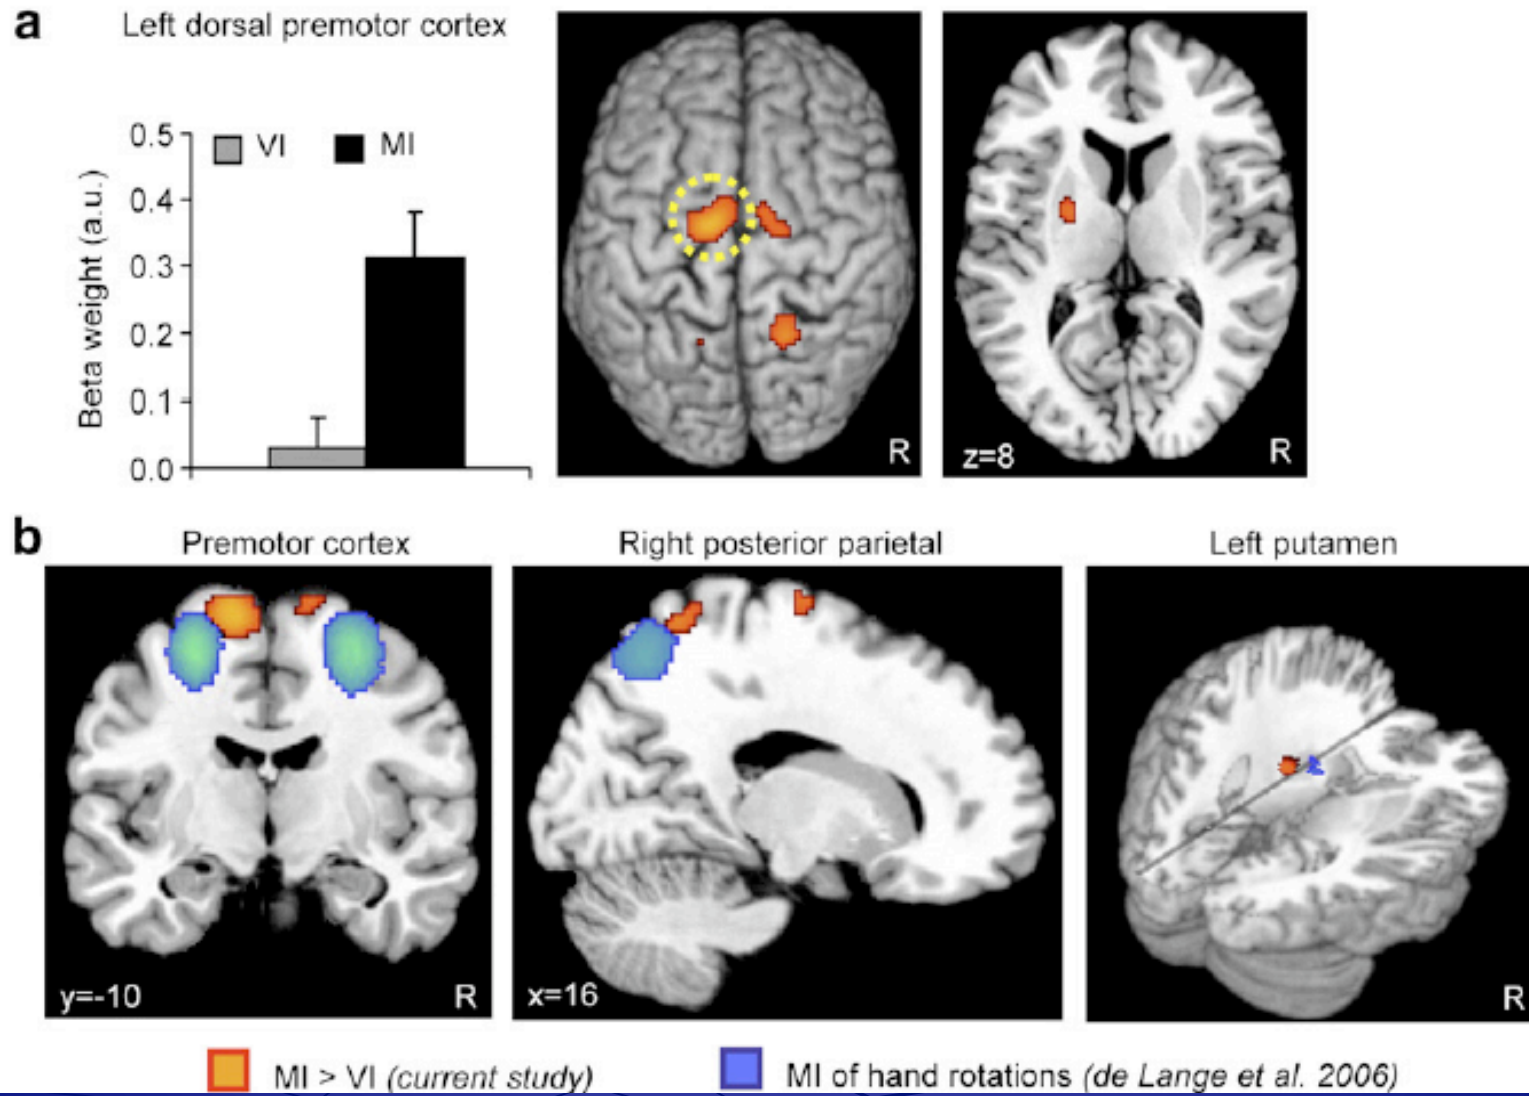 a
Left dorsal premotor cortex
VI MI
Beta weight (a.u.)
0.5
0.4
0.3
0.2
0.1
0.0
R
z=8 R
b
Premotor cortex
Right posterior parietal
Left putamen
y=-10 R
x=16
R
MI > VI (current study)
MI of hand rotations (de Lange et al. 2006)